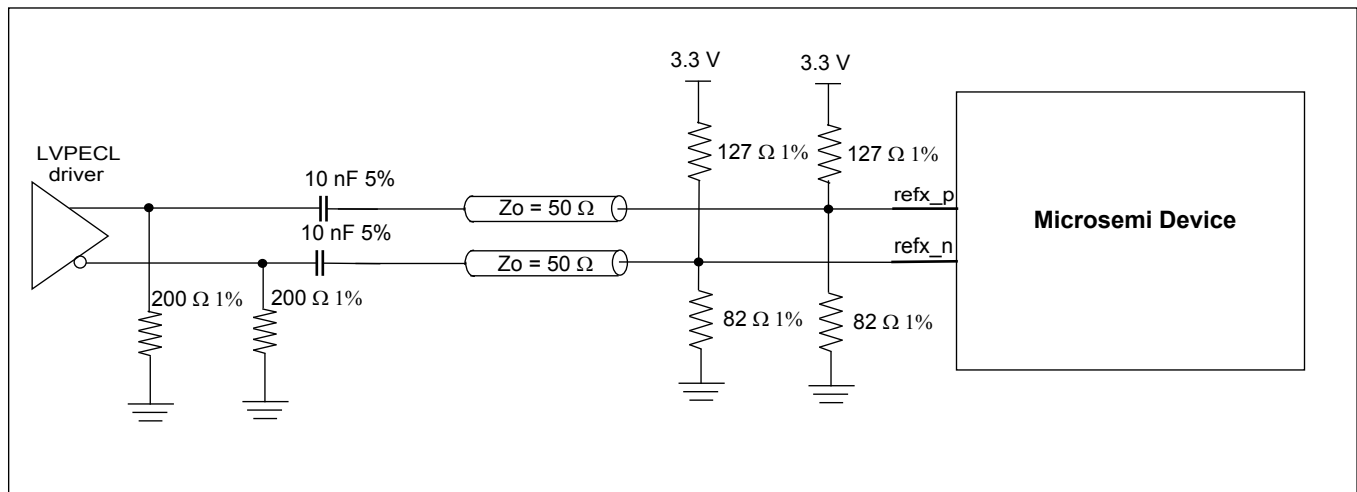 3.3 V
3.3 V
LVPECL
driver
127 Ω 1%
127 Ω 1%
10 nF 5%
Zo = 50 Ω
refx_p
Microsemi Device
10 nF 5%
Zo = 50 Ω
refx_n
200 Ω 1%
200 Ω 1%
82 Ω 1%
82 Ω 1%